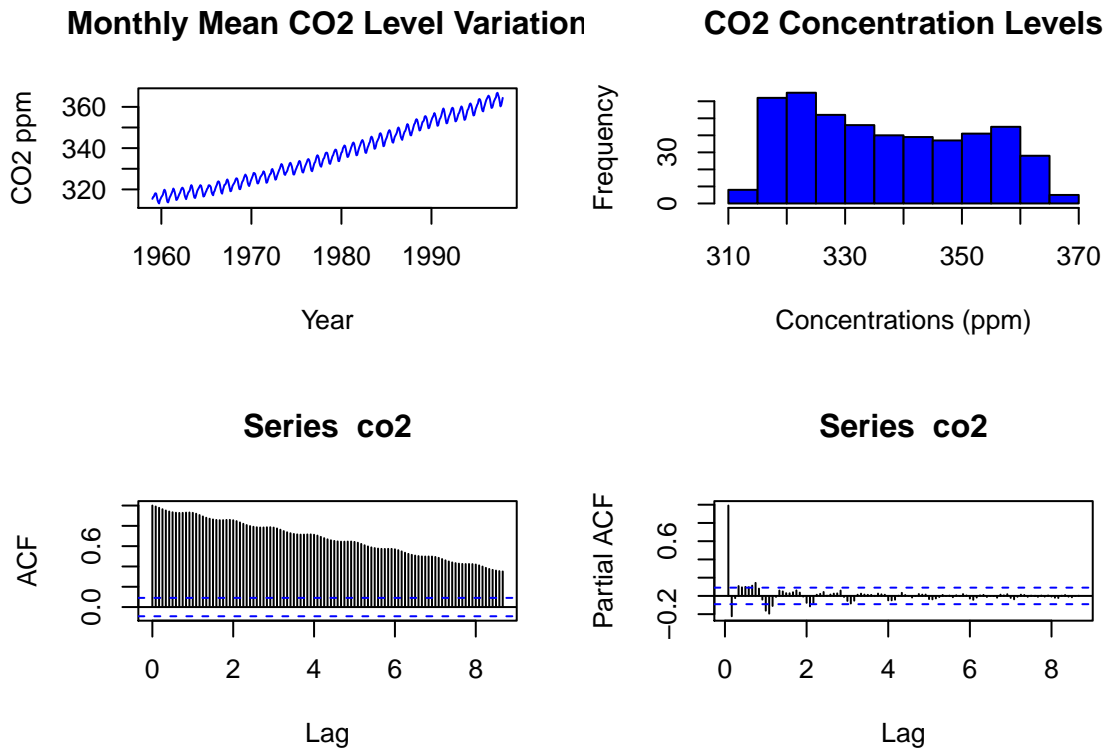 Monthly Mean CO2 Level Variation
CO2 ppm
360
340
320
1960 1970 1980 1990
Year
CO2 Concentration Levels
Frequency
30
0
310 330 350 370
Concentrations (ppm)
Series co2
ACF
0.6
0.0
0 2 4 6 8
Lag
Series co2
Partial ACF
0.6
−0.2
0 2 4 6 8
Lag